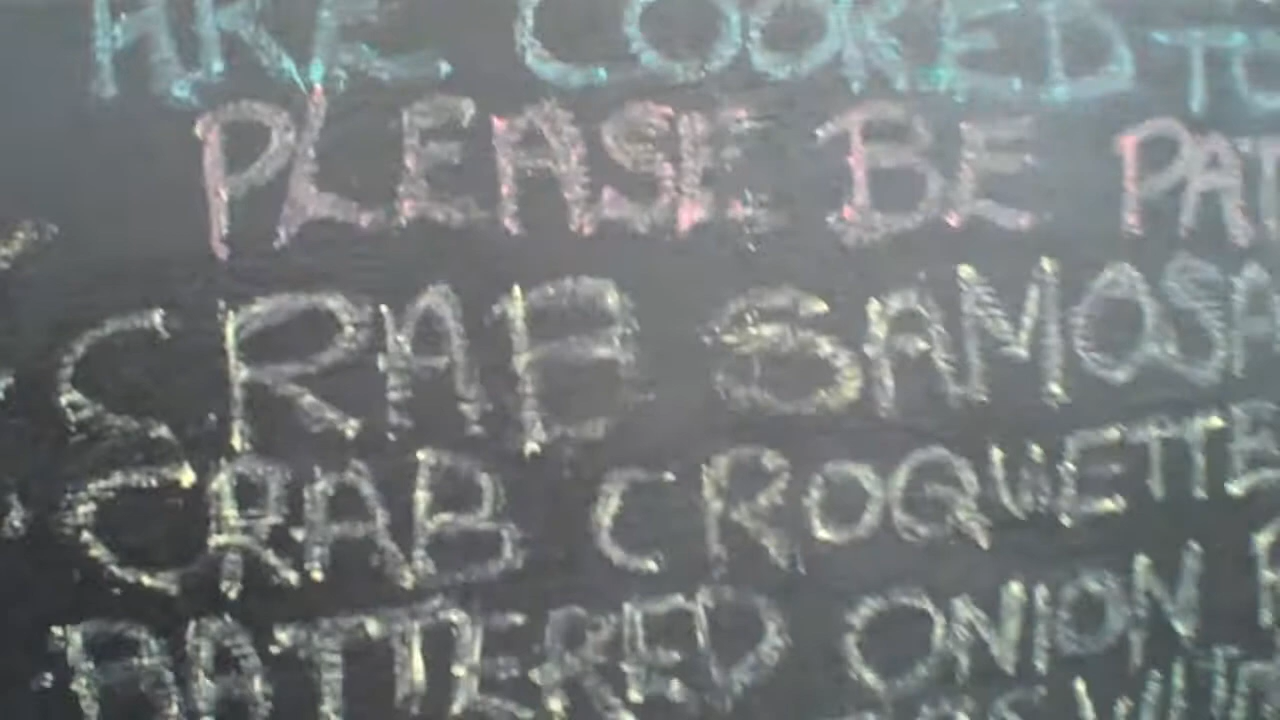 ARE COOKED TO
PLEASE BE PAT
CRAB SAMOSA
CRAB CROQUETTE
BATTERED ONION